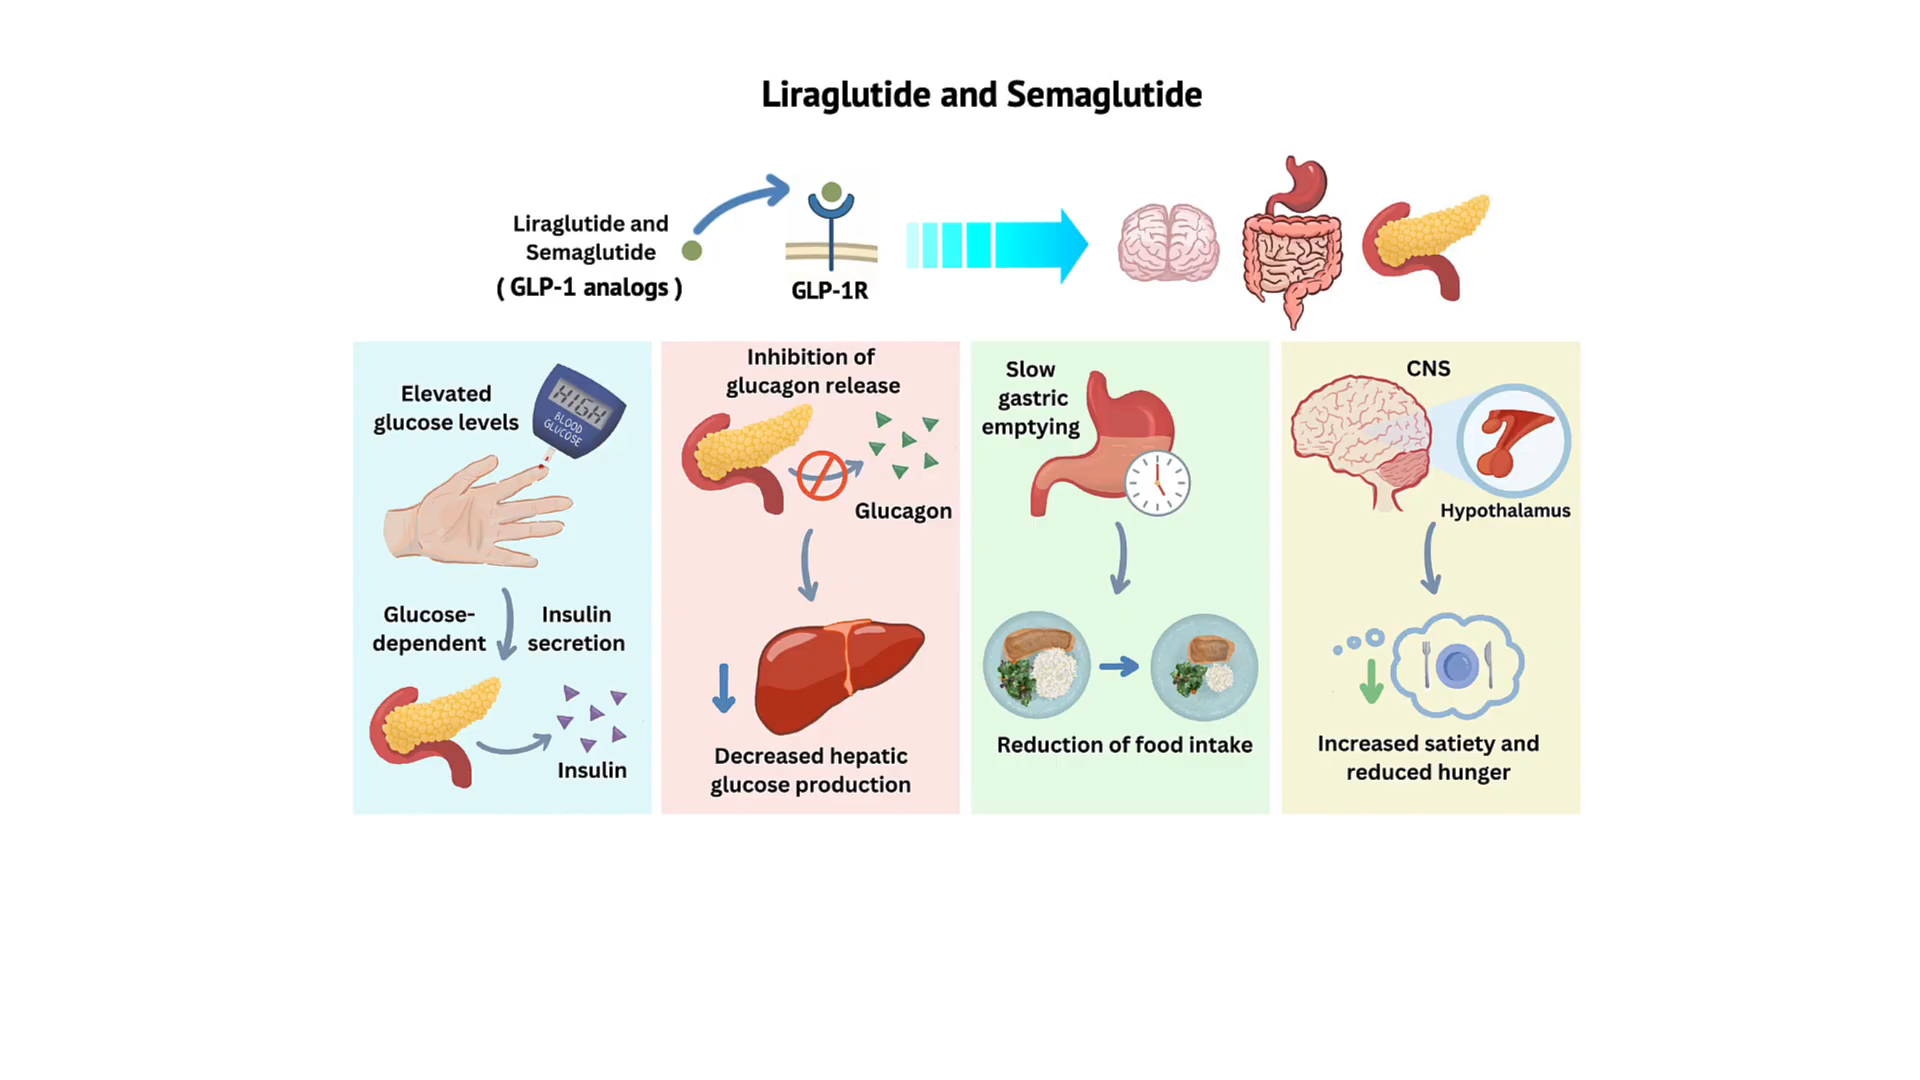 Liraglutide and Semaglutide
Liraglutide and
Semaglutide
( GLP-1 analogs )
GLP-1R
Elevated
glucose levels
HIGH
BLOOD
GLUCOSE
Glucose-
dependent
Insulin
secretion
Insulin
Inhibition of
glucagon release
Glucagon
Decreased hepatic
glucose production
Slow
gastric
emptying
Reduction of food intake
CNS
Hypothalamus
Increased satiety and
reduced hunger